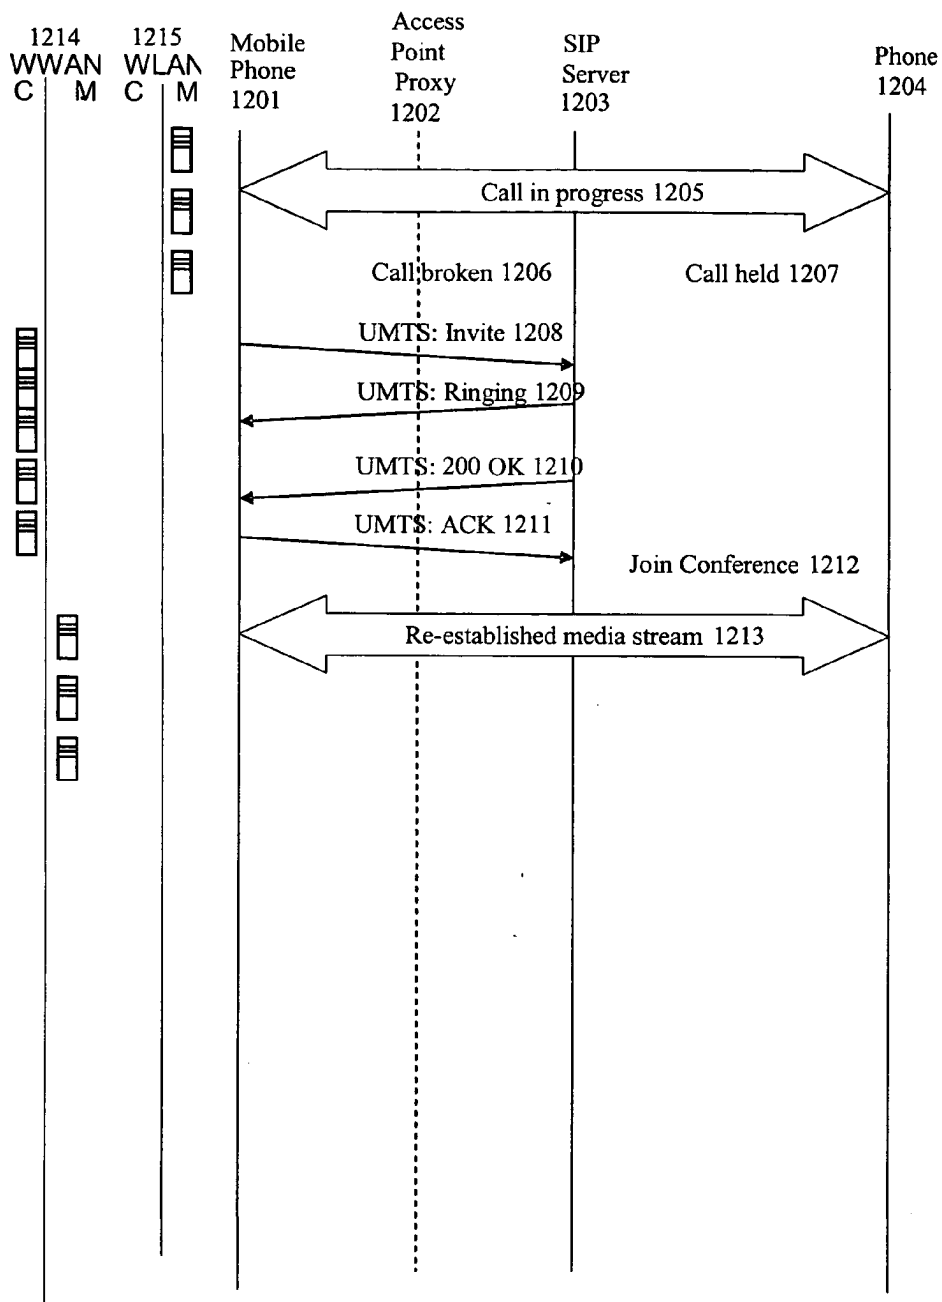 1214
WWAN
C M
1215
WLAN
C M
Mobile
Phone
1201
Access
Point
Proxy
1202
SIP
Server
1203
Phone
1204
Call in progress 1205
Call broken 1206
Call held 1207
UMTS: Invite 1208
UMTS: Ringing 1209
UMTS: 200 OK 1210
UMTS: ACK 1211
Join Conference 1212
Re-established media stream 1213